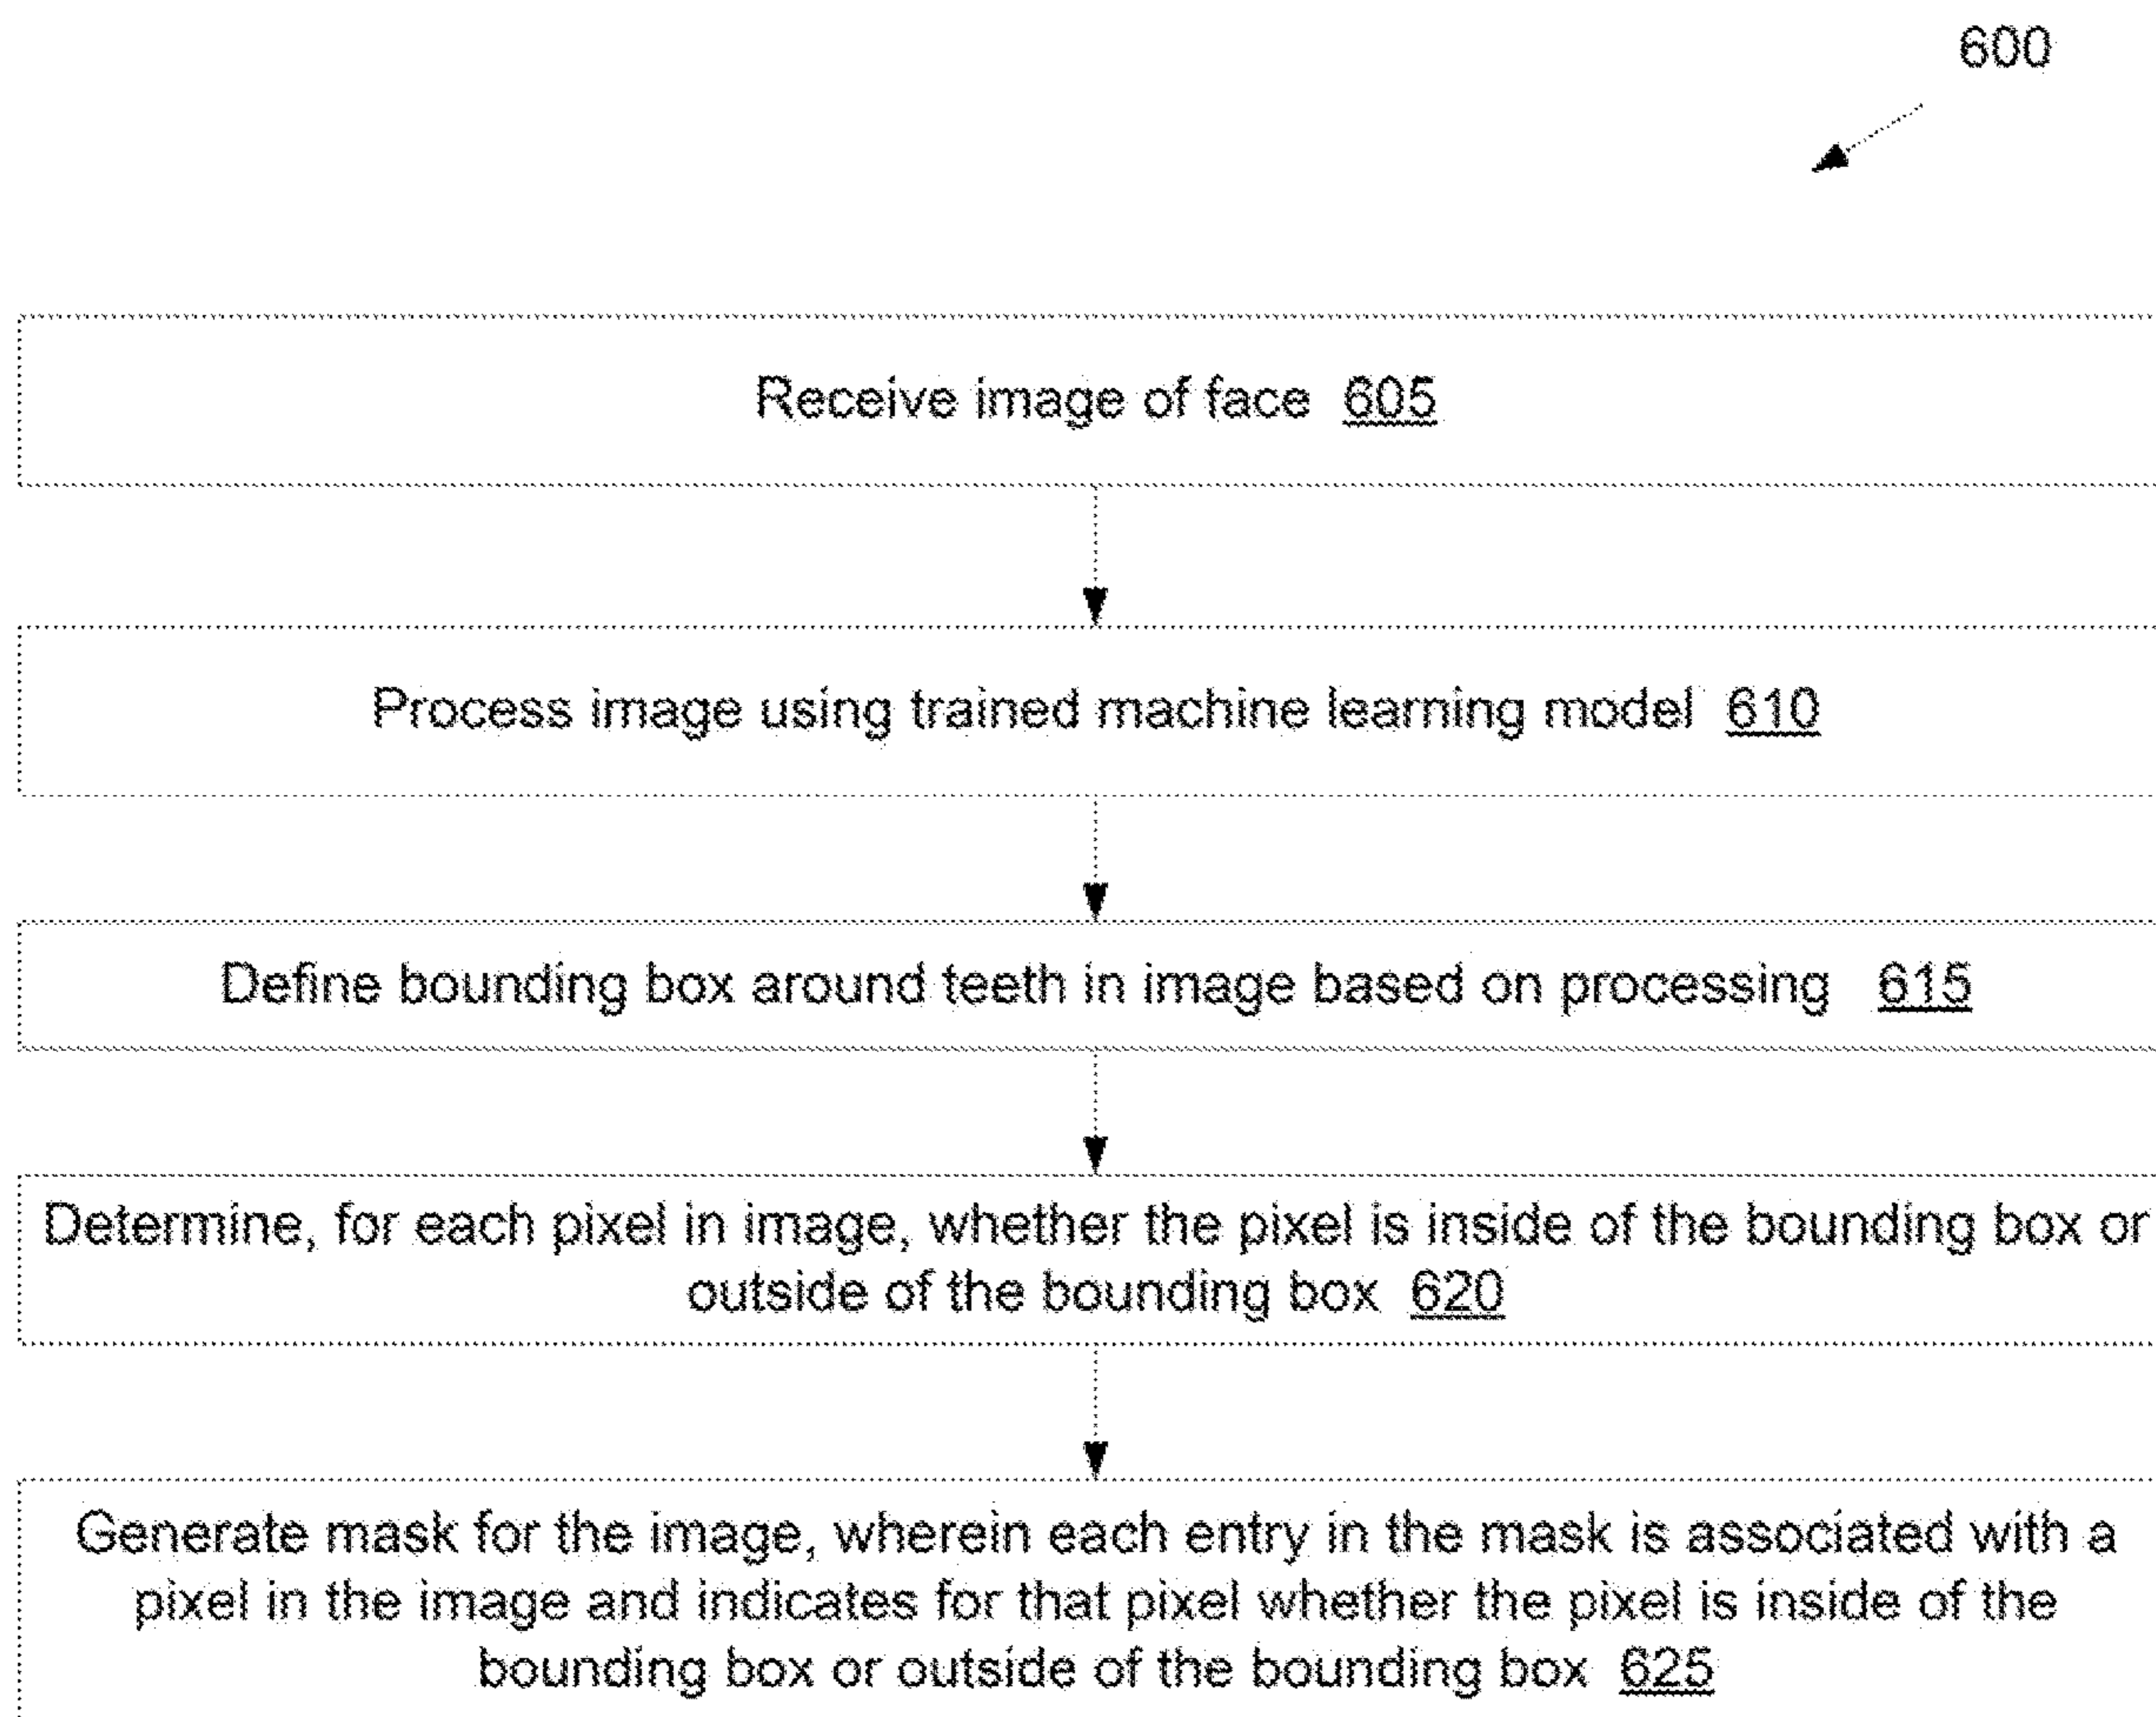 600
Receive image of face 605
Process image using trained machine learning model 610
Define bounding box around teeth in image based on processing 615
Determine, for each pixel in image, whether the pixel is inside of the bounding box or
outside of the bounding box 620
Generate mask for the image, wherein each entry in the mask is associated with a
pixel in the image and indicates for that pixel whether the pixel is inside of the
bounding box or outside of the bounding box 625